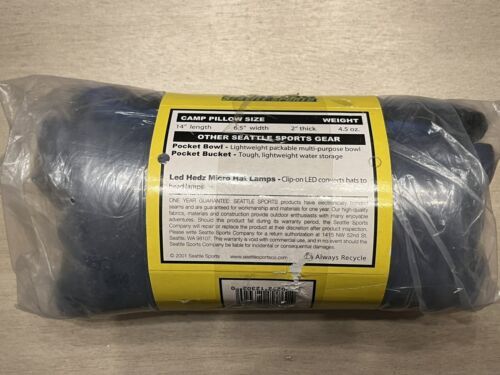 CAMP PILLOW SIZE WEIGHT
14" length 6.5" width 2" thick 4.5 oz.
OTHER SEATTLE SPORTS GEAR
Pocket Bowl - Lightweight packable multi-purpose bowl
Pocket Bucket - Tough, lightweight water storage
Led Hedz Micro Hat Lamps - Clip-on LED converts hats to
headlamps
ONE YEAR GUARANTEE: SEATTLE SPORTS products have electronically bonded
seams and are guaranteed for workmanship and materials for one year. Our high-quality
fabrics, materials and construction provide outdoor enthusiasts with many enjoyable
adventures. Should this product fail during its warranty period, Seattle Sports
Company will repair or replace the product at their discretion after product inspection.
Please write Seattle Sports Company for a return authorization at 1415 NW 52nd St.
Seattle, WA 98107. This warranty is void with commercial use, and in no event should the
Seattle Sports Company be liable for incidental or consequential damages.
© 2001 Seattle Sports www.seattlesportsco.com Always Recycle